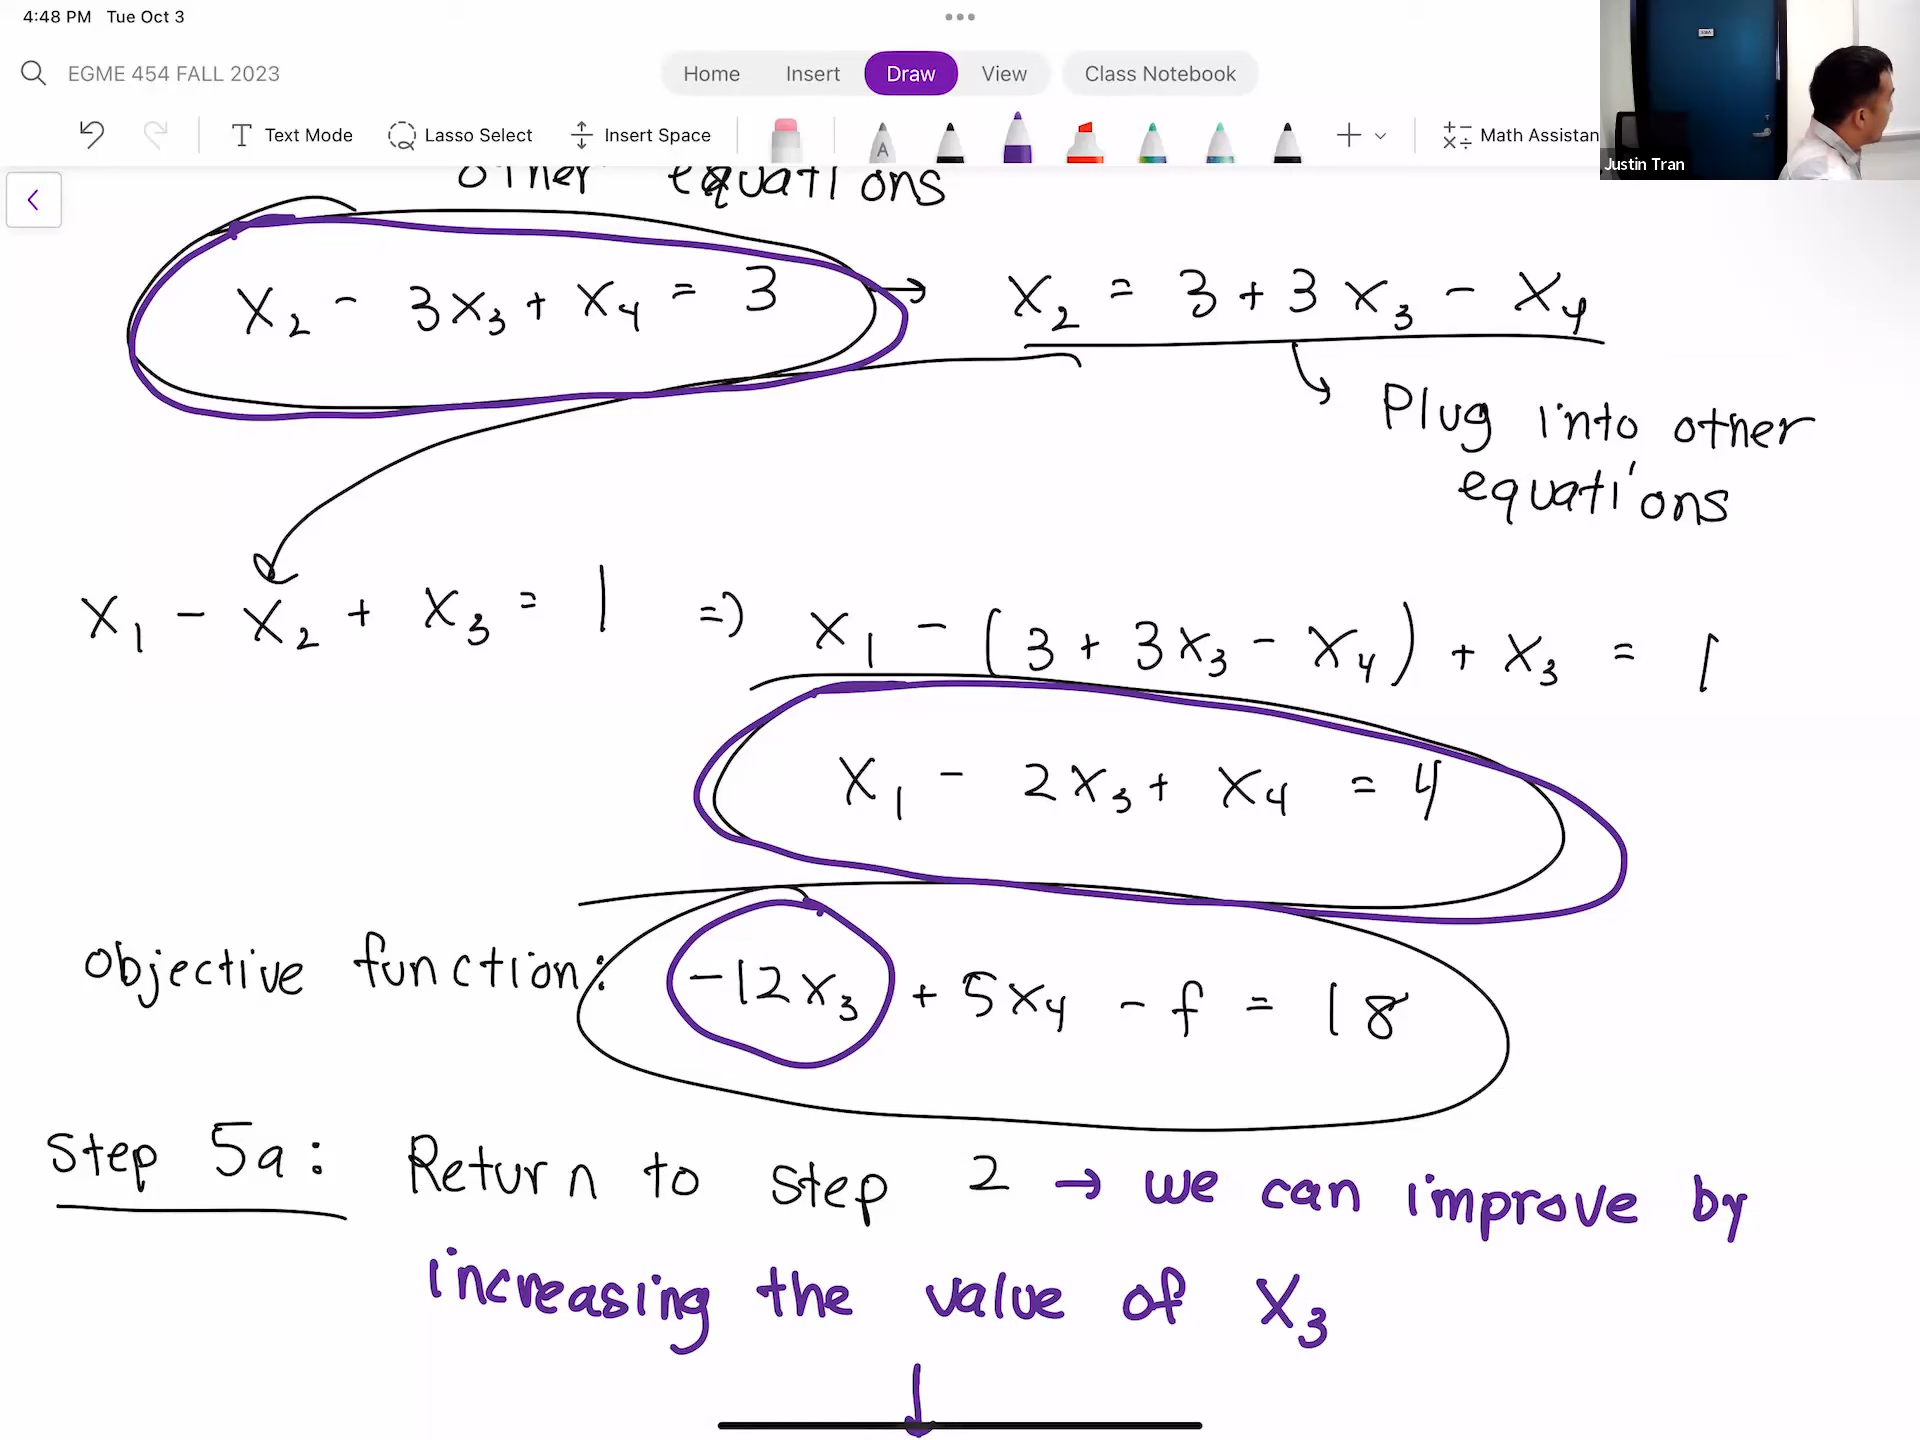 4:48 PM Tue Oct 3
EGME 454 FALL 2023
Home Insert Draw View Class Notebook
Text Mode Lasso Select Insert Space A Math Assistan
Justin Tran
other equations
x₂ - 3x₃ + x₄ = 3 → x₂ = 3 + 3x₃ - x₄
Plug into other
equations
x₁ - x₂ + x₃ = 1 => x₁ - (3 + 3x₃ - x₄) + x₃ = 1
x₁ - 2x₃ + x₄ = 4
Objective function: -12x₃ + 5x₄ - f = 18
Step 5a: Return to step 2 → we can improve by
increasing the value of x₃